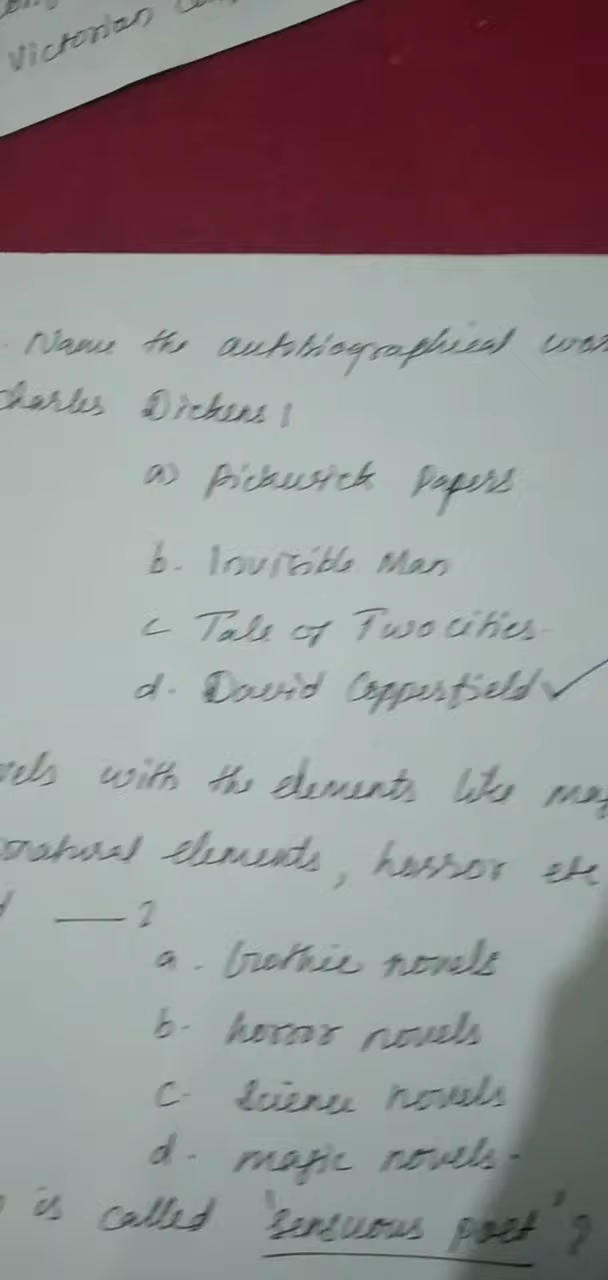 Victorian
Name the autobiographical
Charles Dickens ?
a) Pickwick Papers
b. Invisible Man
c Tale of Two cities.
d. David Copperfield ✓
with the elements like
elements, horror etc
—— ?
a. Gothic novels
b. horror novels
c. Science novels
d. magic novels.
is called 'Sensuous poet' ?